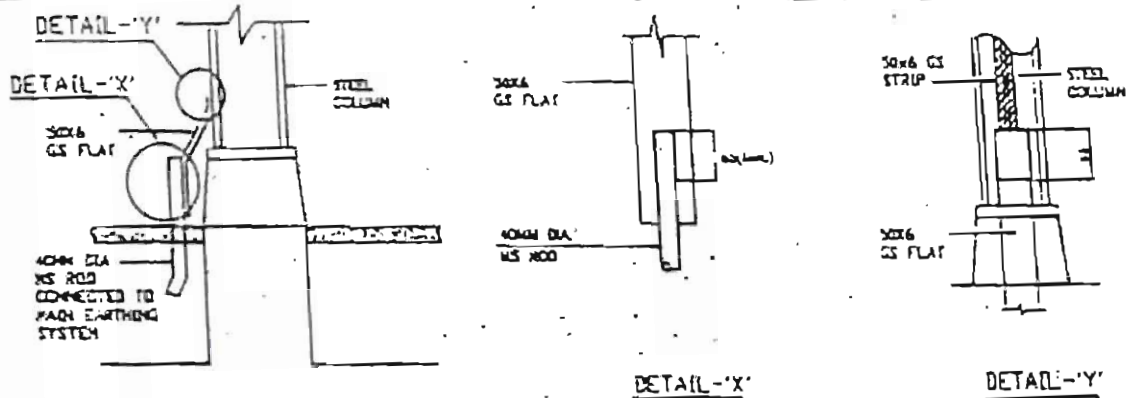 DETAIL-'Y'
DETAIL-'X'
50X6
GS FLAT
STEEL
COLUMN
40MM DIA
MS ROD
CONNECTED TO
MAIN EARTHING
SYSTEM
50X6
GS FLAT
40MM DIA
MS ROD
DETAIL-'X'
50x6 GS
STRIP
STEEL
COLUMN
50X6
GS FLAT
DETAIL-'Y'